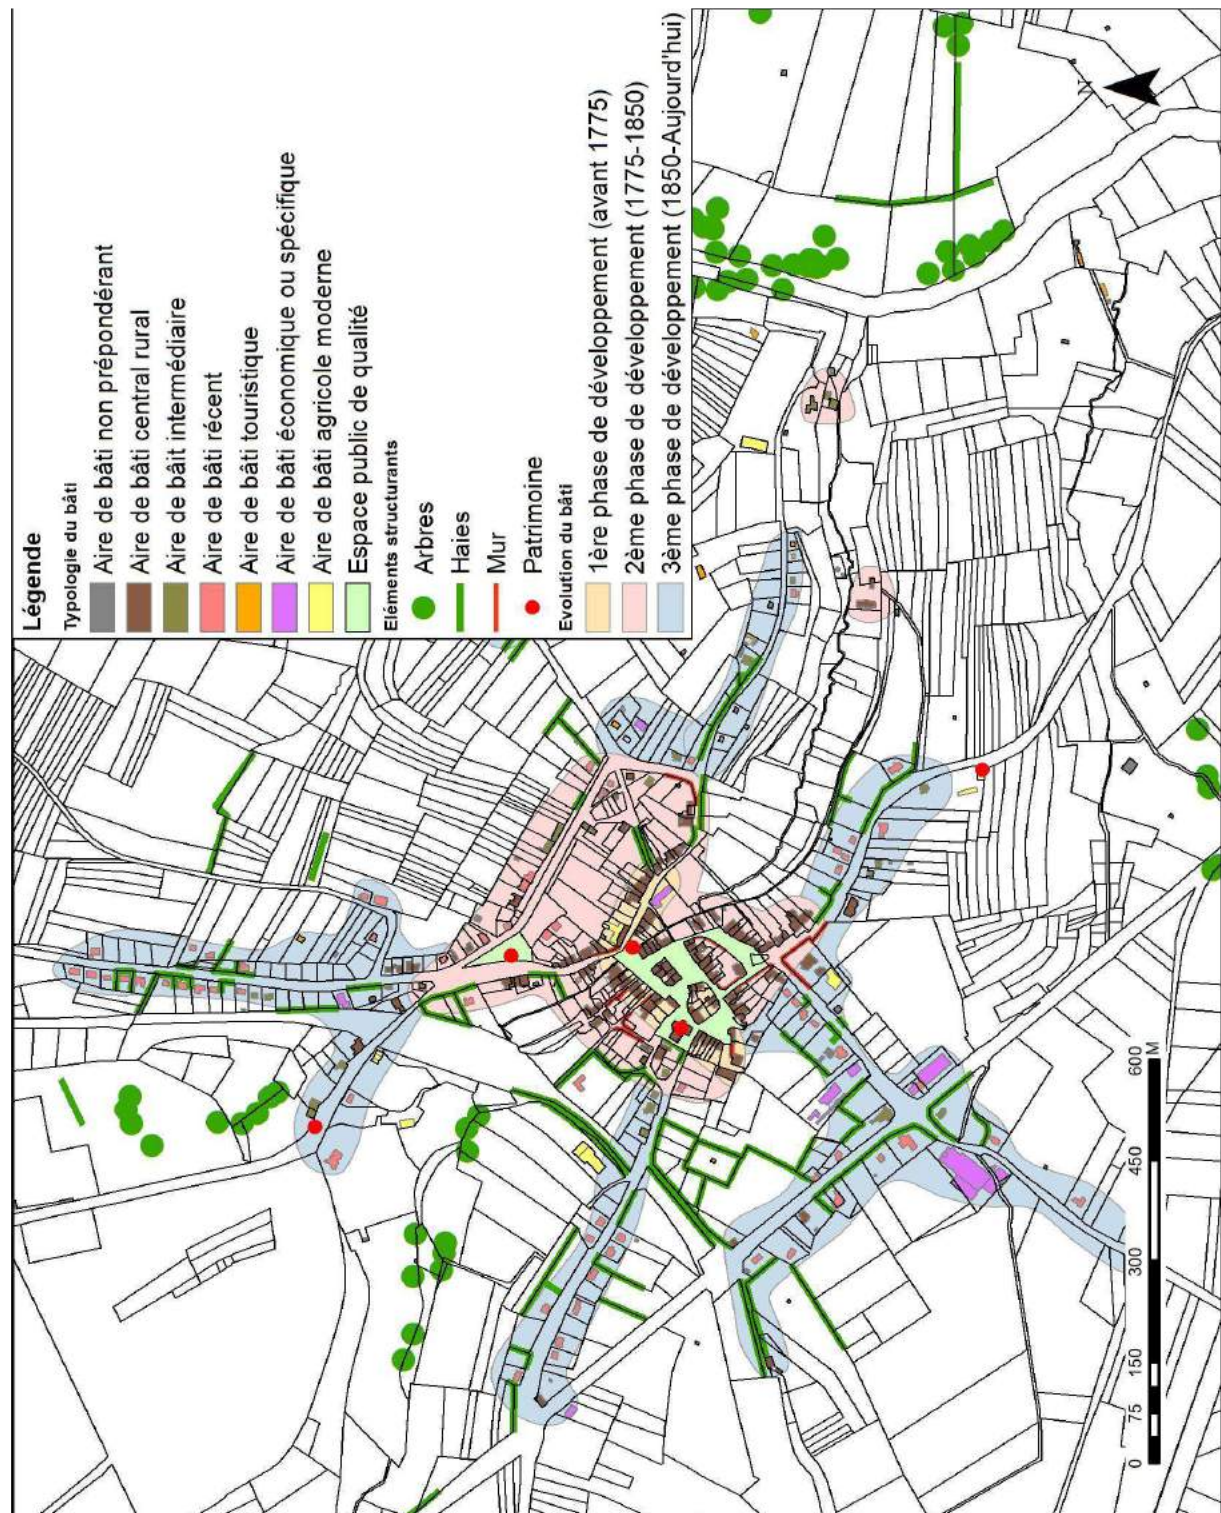 Légende
Typologie du bâti
Aire de bâti non prépondérant
Aire de bâti central rural
Aire de bâit intermédiaire
Aire de bâti récent
Aire de bâti touristique
Aire de bâti économique ou spécifique
Aire de bâti agricole moderne
Espace public de qualité
Eléments structurants
Arbres
Haies
Mur
Patrimoine
Evolution du bâti
1ère phase de développement (avant 1775)
2ème phase de développement (1775-1850)
3ème phase de développement (1850-Aujourd'hui)
N
0 75 150 300 450 600
M